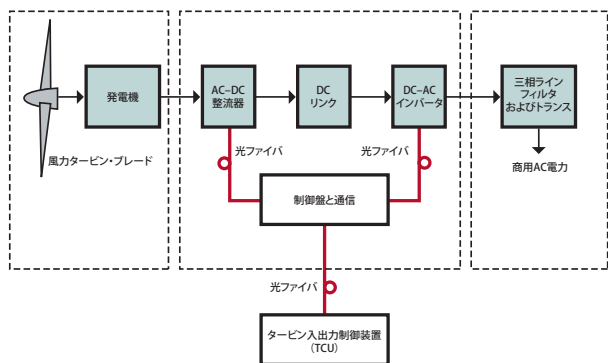 発電機
AC–DC
整流器
DC
リンク
DC–AC
インバータ
三相ライン
フィルタ
およびトランス
風力タービン・ブレード
光ファイバ
光ファイバ
商用AC電力
制御盤と通信
光ファイバ
タービン入出力制御装置
(TCU)